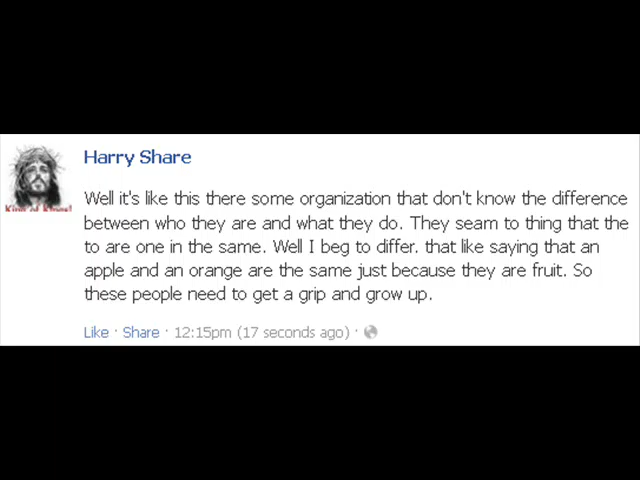 Harry Share
Well it's like this there some organization that don't know the difference
between who they are and what they do. They seam to thing that the
to are one in the same. Well I beg to differ. that like saying that an
apple and an orange are the same just because they are fruit. So
these people need to get a grip and grow up.
Like · Share · 12:15pm (17 seconds ago) ·